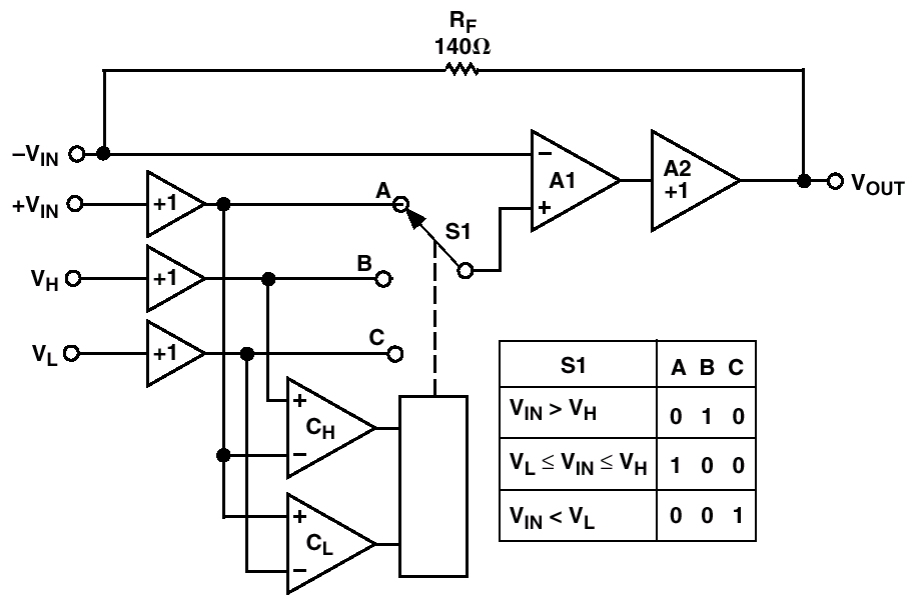 R_F
140Ω
−V_IN
+V_IN
+1
A
S1
−
+
A1
A2
+1
V_OUT
V_H
+1
B
V_L
+1
C
+
−
C_H
+
−
C_L
S1 A B C
V_IN > V_H 0 1 0
V_L ≤ V_IN ≤ V_H 1 0 0
V_IN < V_L 0 0 1